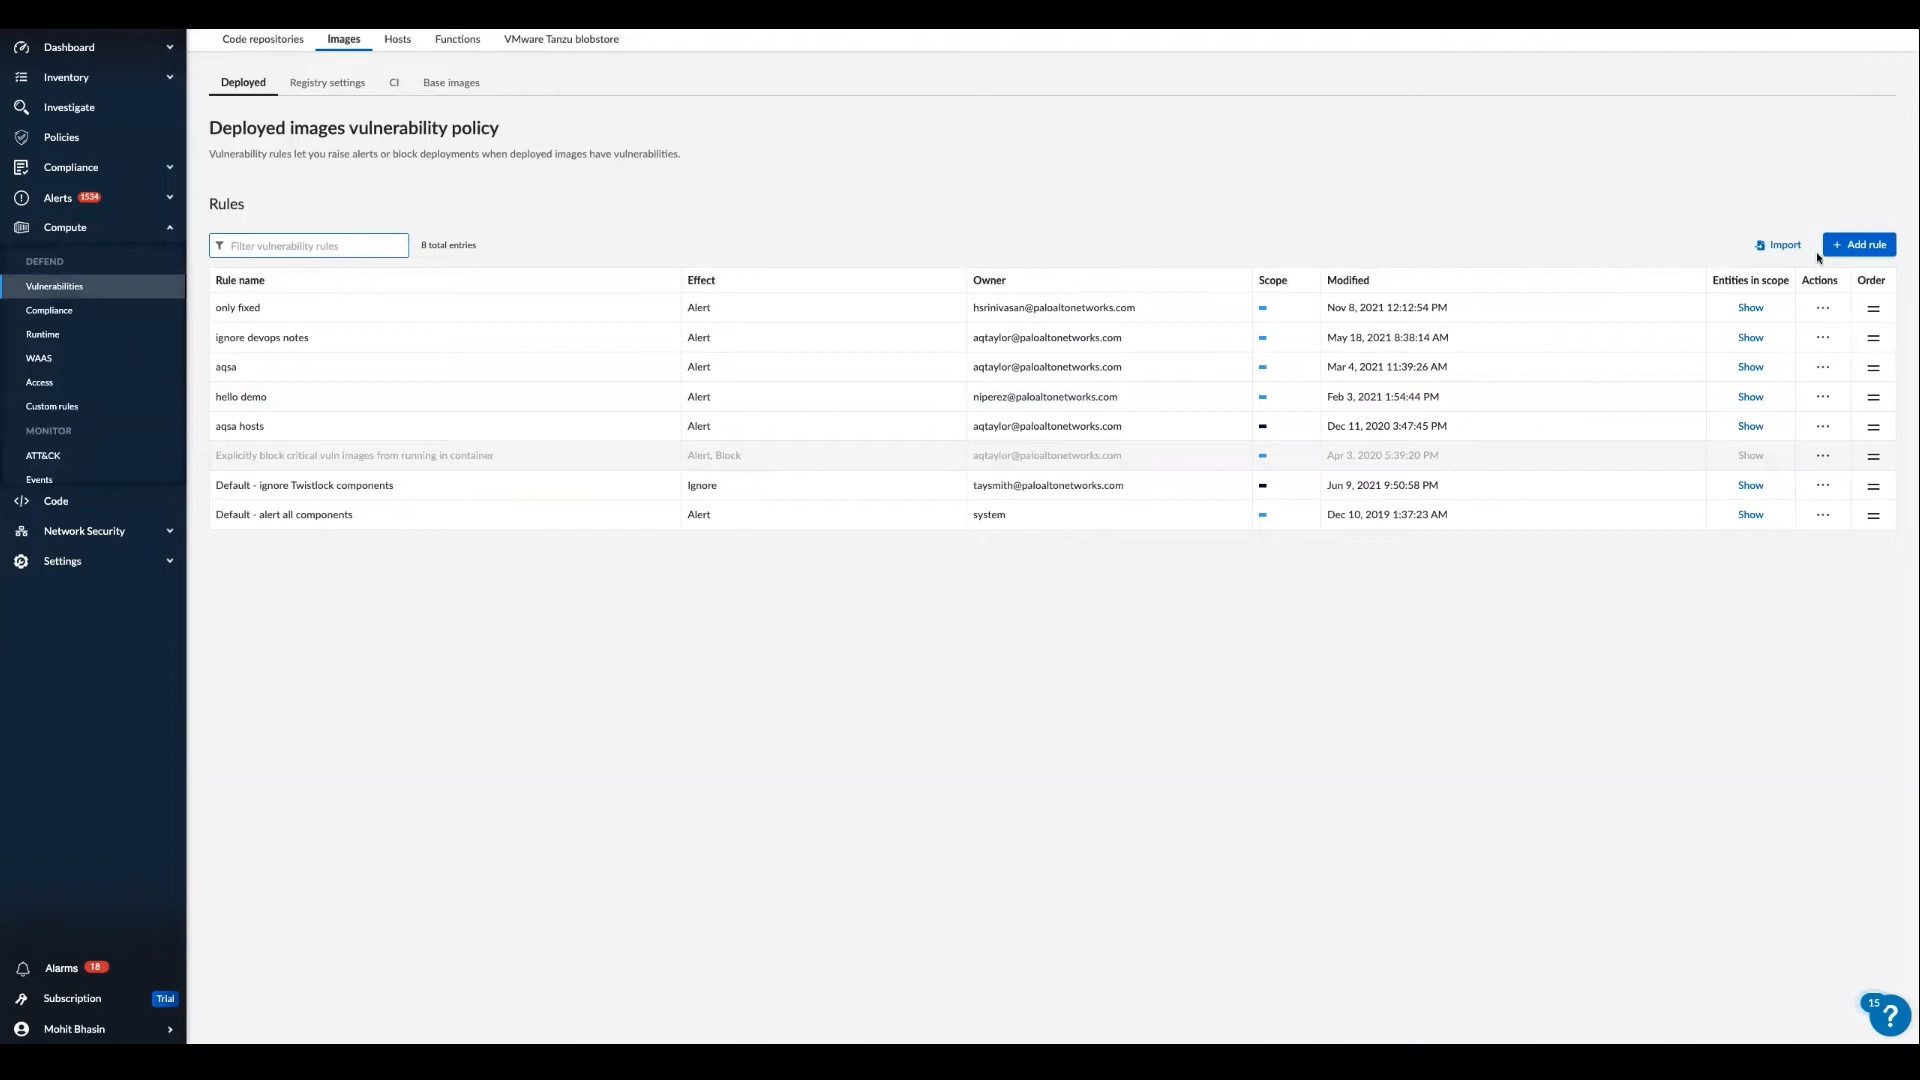 Dashboard
Inventory
Investigate
Policies
Compliance
Alerts 1534
Compute
DEFEND
Vulnerabilities
Compliance
Runtime
WAAS
Access
Custom rules
MONITOR
ATT&CK
Events
Code
Network Security
Settings
Alarms 18
Subscription Trial
Mohit Bhasin
Code repositories Images Hosts Functions VMware Tanzu blobstore
Deployed Registry settings CI Base images
Deployed images vulnerability policy
Vulnerability rules let you raise alerts or block deployments when deployed images have vulnerabilities.
Rules
Filter vulnerability rules 8 total entries Import + Add rule
Rule name Effect Owner Scope Modified Entities in scope Actions Order
only fixed Alert hsrinivasan@paloaltonetworks.com Nov 8, 2021 12:12:54 PM Show
ignore devops notes Alert aqtaylor@paloaltonetworks.com May 18, 2021 8:38:14 AM Show
aqsa Alert aqtaylor@paloaltonetworks.com Mar 4, 2021 11:39:26 AM Show
hello demo Alert niperez@paloaltonetworks.com Feb 3, 2021 1:54:44 PM Show
aqsa hosts Alert aqtaylor@paloaltonetworks.com Dec 11, 2020 3:47:45 PM Show
Explicitly block critical vuln images from running in container Alert, Block aqtaylor@paloaltonetworks.com Apr 3, 2020 5:39:20 PM Show
Default - ignore Twistlock components Ignore taysmith@paloaltonetworks.com Jun 9, 2021 9:50:58 PM Show
Default - alert all components Alert system Dec 10, 2019 1:37:23 AM Show
15 ?